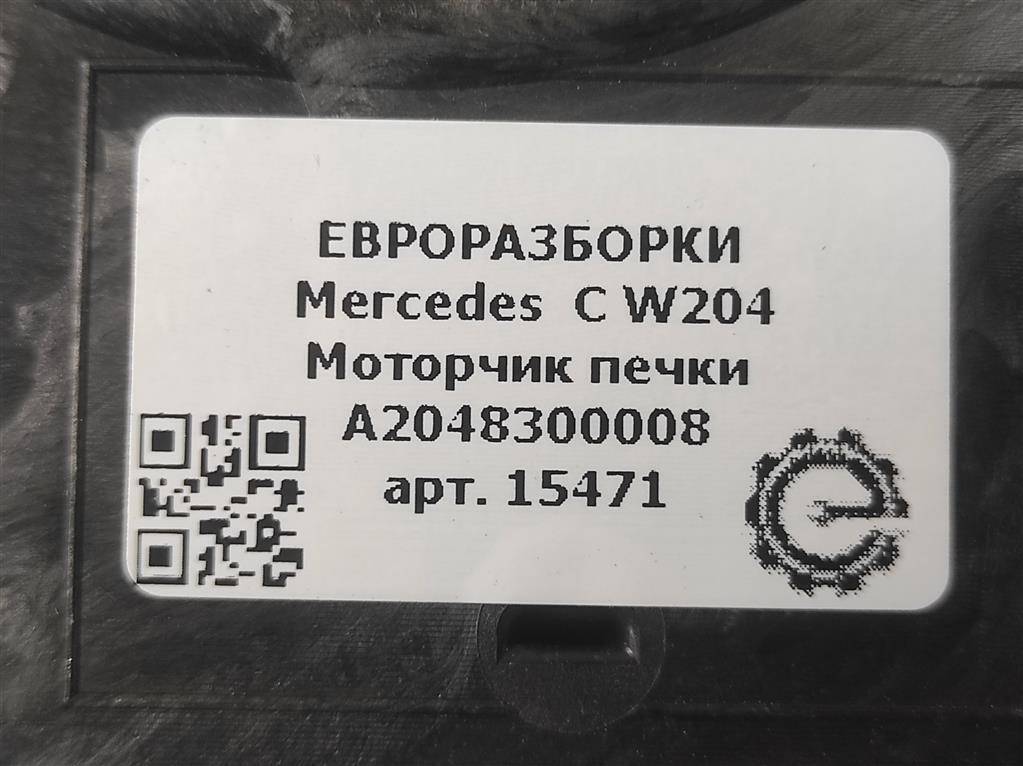 ЕВРОРАЗБОРКИ
Mercedes C W204
Моторчик печки
A2048300008
арт. 15471